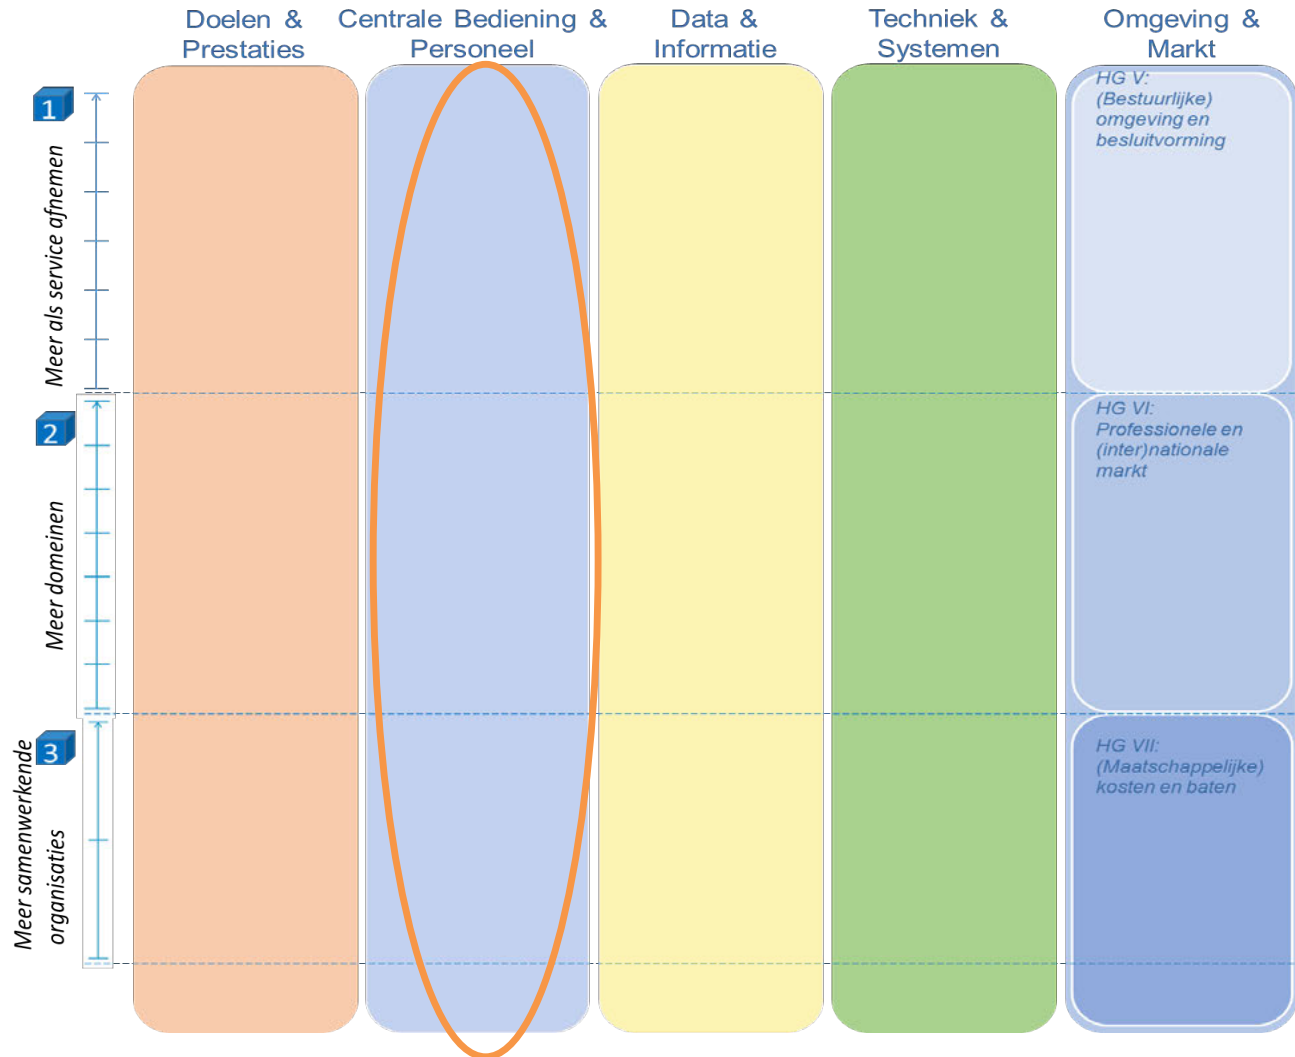 Doelen &
Prestaties
Centrale Bediening &
Personeel
Data &
Informatie
Techniek &
Systemen
Omgeving &
Markt
1
Meer als service afnemen
2
Meer domeinen
3
Meer samenwerkende
organisaties
HG V:
(Bestuurlijke)
omgeving en
besluitvorming
HG VI:
Professionele en
(inter)nationale
markt
HG VII:
(Maatschappelijke)
kosten en baten